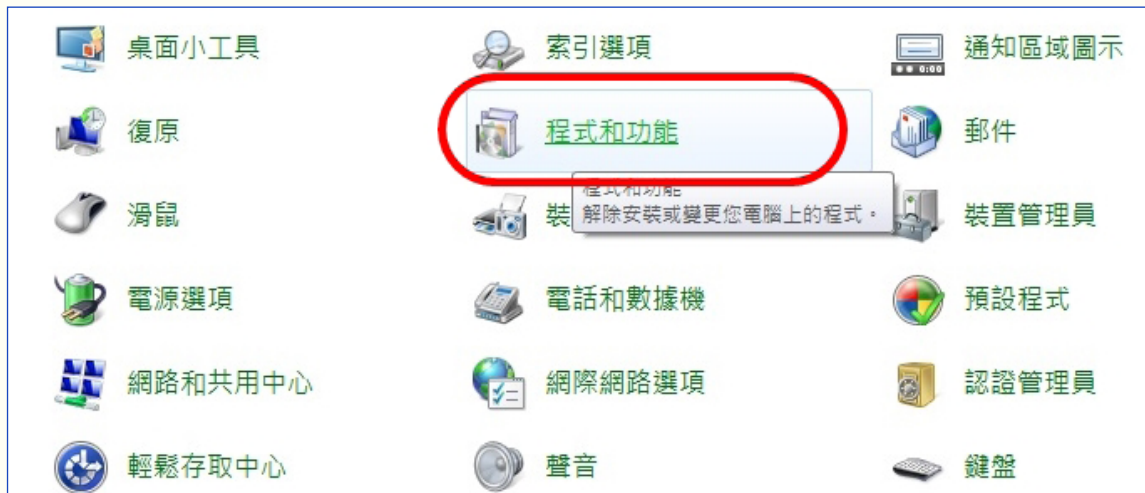 桌面小工具
索引選項
通知區域圖示
復原
程式和功能
郵件
程式和功能
滑鼠
裝
解除安裝或變更您電腦上的程式。
裝置管理員
電源選項
電話和數據機
預設程式
網路和共用中心
網際網路選項
認證管理員
輕鬆存取中心
聲音
鍵盤